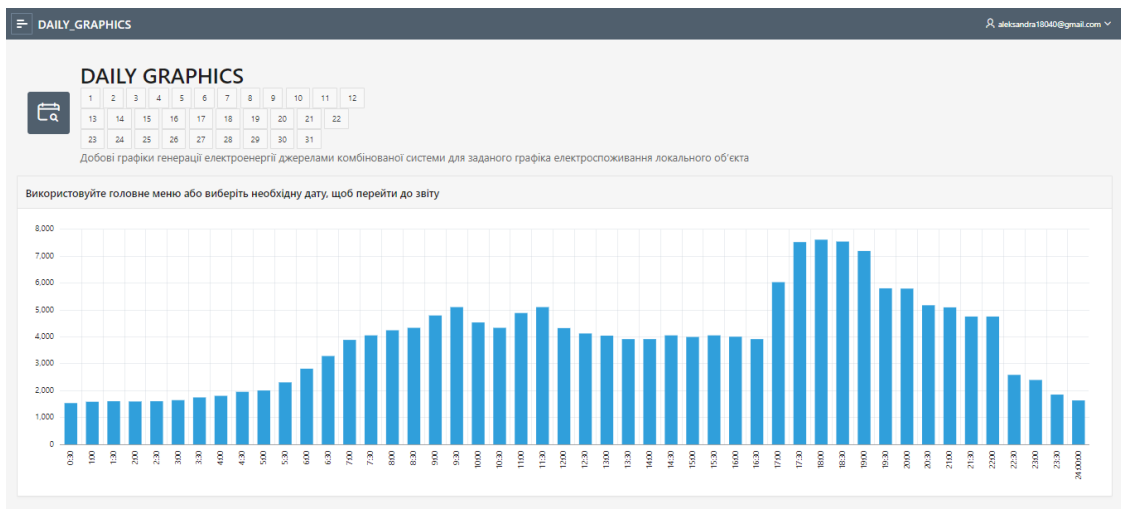 DAILY_GRAPHICS
aleksandra18040@gmail.com
DAILY GRAPHICS
1 2 3 4 5 6 7 8 9 10 11 12
13 14 15 16 17 18 19 20 21 22
23 24 25 26 27 28 29 30 31
Добові графіки генерації електроенергії джерелами комбінованої системи для заданого графіка електроспоживання локального об'єкта
Використовуйте головне меню або виберіть необхідну дату, щоб перейти до звіту
8,000
7,000
6,000
5,000
4,000
3,000
2,000
1,000
0
0:30 1:00 1:30 2:00 2:30 3:00 3:30 4:00 4:30 5:00 5:30 6:00 6:30 7:00 7:30 8:00 8:30 9:00 9:30 10:00 10:30 11:00 11:30 12:00 12:30 13:00 13:30 14:00 14:30 15:00 15:30 16:00 16:30 17:00 17:30 18:00 18:30 19:00 19:30 20:00 20:30 21:00 21:30 22:00 22:30 23:00 23:30 24:00:00